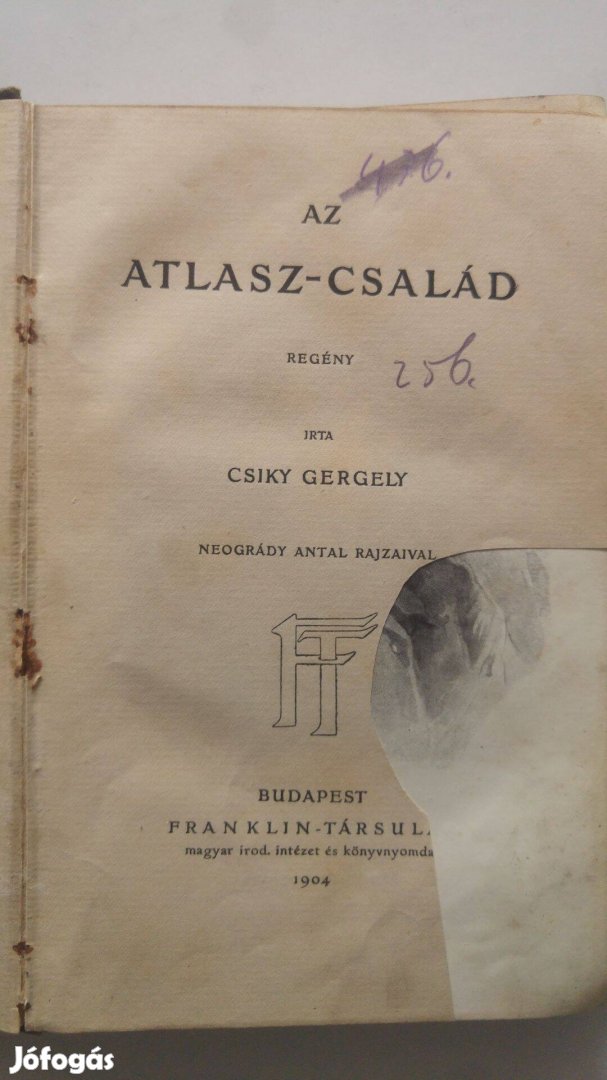 476.
AZ
ATLASZ-CSALÁD
REGÉNY
256.
IRTA
CSIKY GERGELY
NEOGRÁDY ANTAL RAJZAIVAL
FT
BUDAPEST
FRANKLIN-TÁRSULA
magyar irod. intézet és könyvnyomda
1904
Jófogás